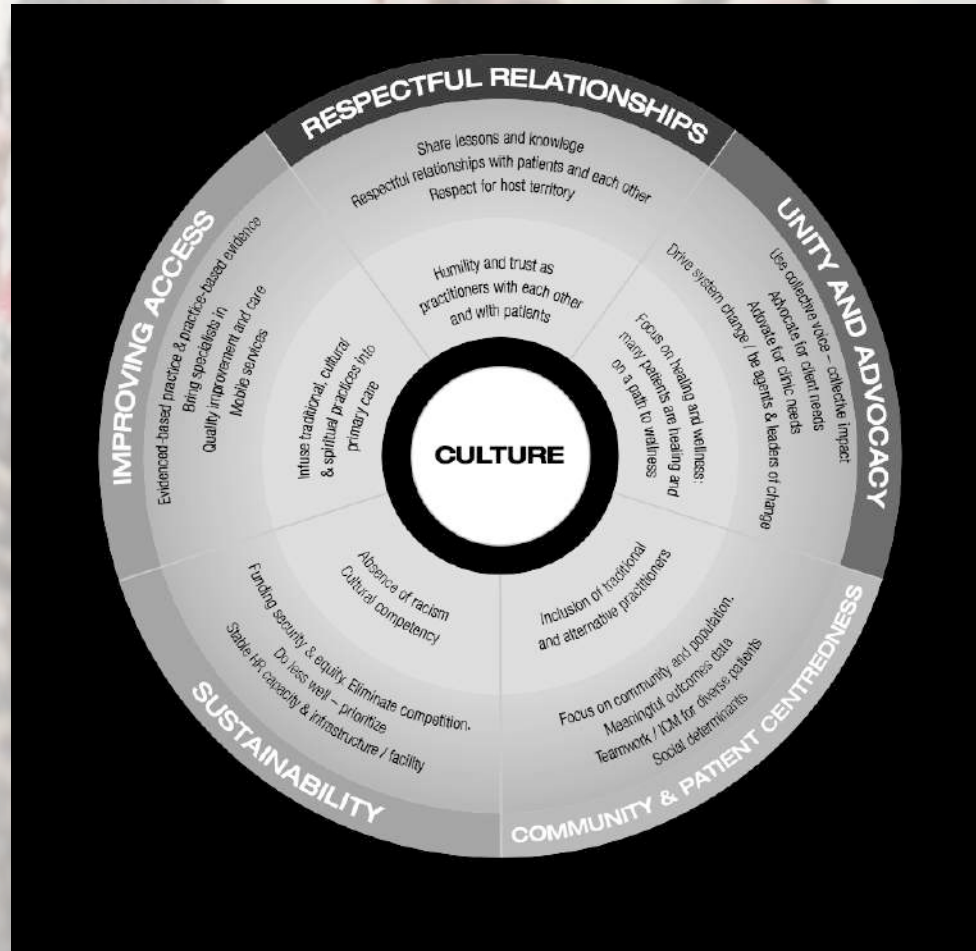 RESPECTFUL RELATIONSHIPS
Share lessons and knowlege
Respectful relationships with patients and each other
Respect for host territory
Humility and trust as
practitioners with each other
and with patients
UNITY AND ADVOCACY
Use collective voice – collective impact
Advocate for client needs
Adovate for clinic needs
Drive system change / be agents & leaders of change
Focus on healing and wellness:
many patients are healing and
on a path to wellness
COMMUNITY & PATIENT CENTREDNESS
Inclusion of traditional
and alternative practitioners
Focus on community and population.
Meaningful outcomes data
Teamwork / ICM for diverse patients
Social determinants
SUSTAINABILITY
Absence of racism
Cultural competency
Funding security & equity. Eliminate competition.
Do less well – prioritize
Stable HR capacity & infrastructure / facility
IMPROVING ACCESS
Evidenced-based practice & practice-based evidence
Bring specialists in
Quality improvement and care
Mobile services
Infuse traditional, cultural
& spiritual practices into
primary care
CULTURE